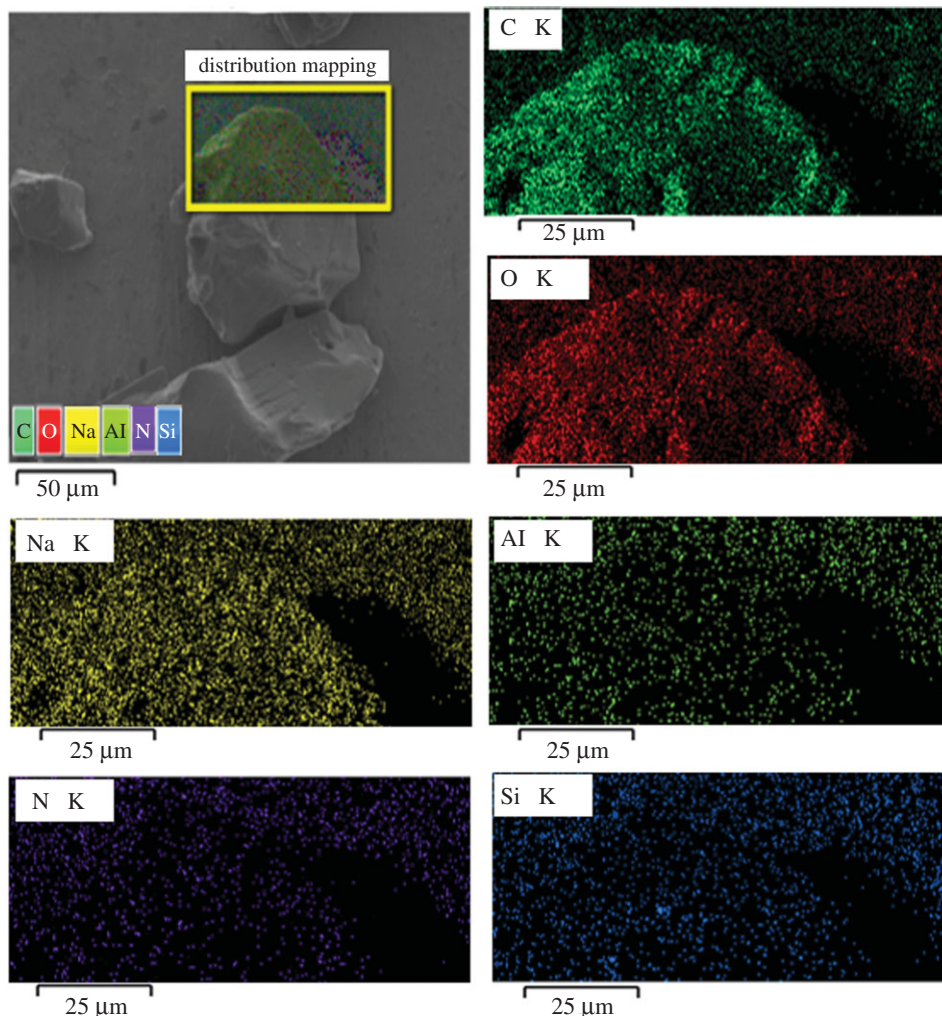 distribution mapping
C O Na Al N Si
50 μm
C K
25 μm
O K
25 μm
Na K
25 μm
Al K
25 μm
N K
25 μm
Si K
25 μm